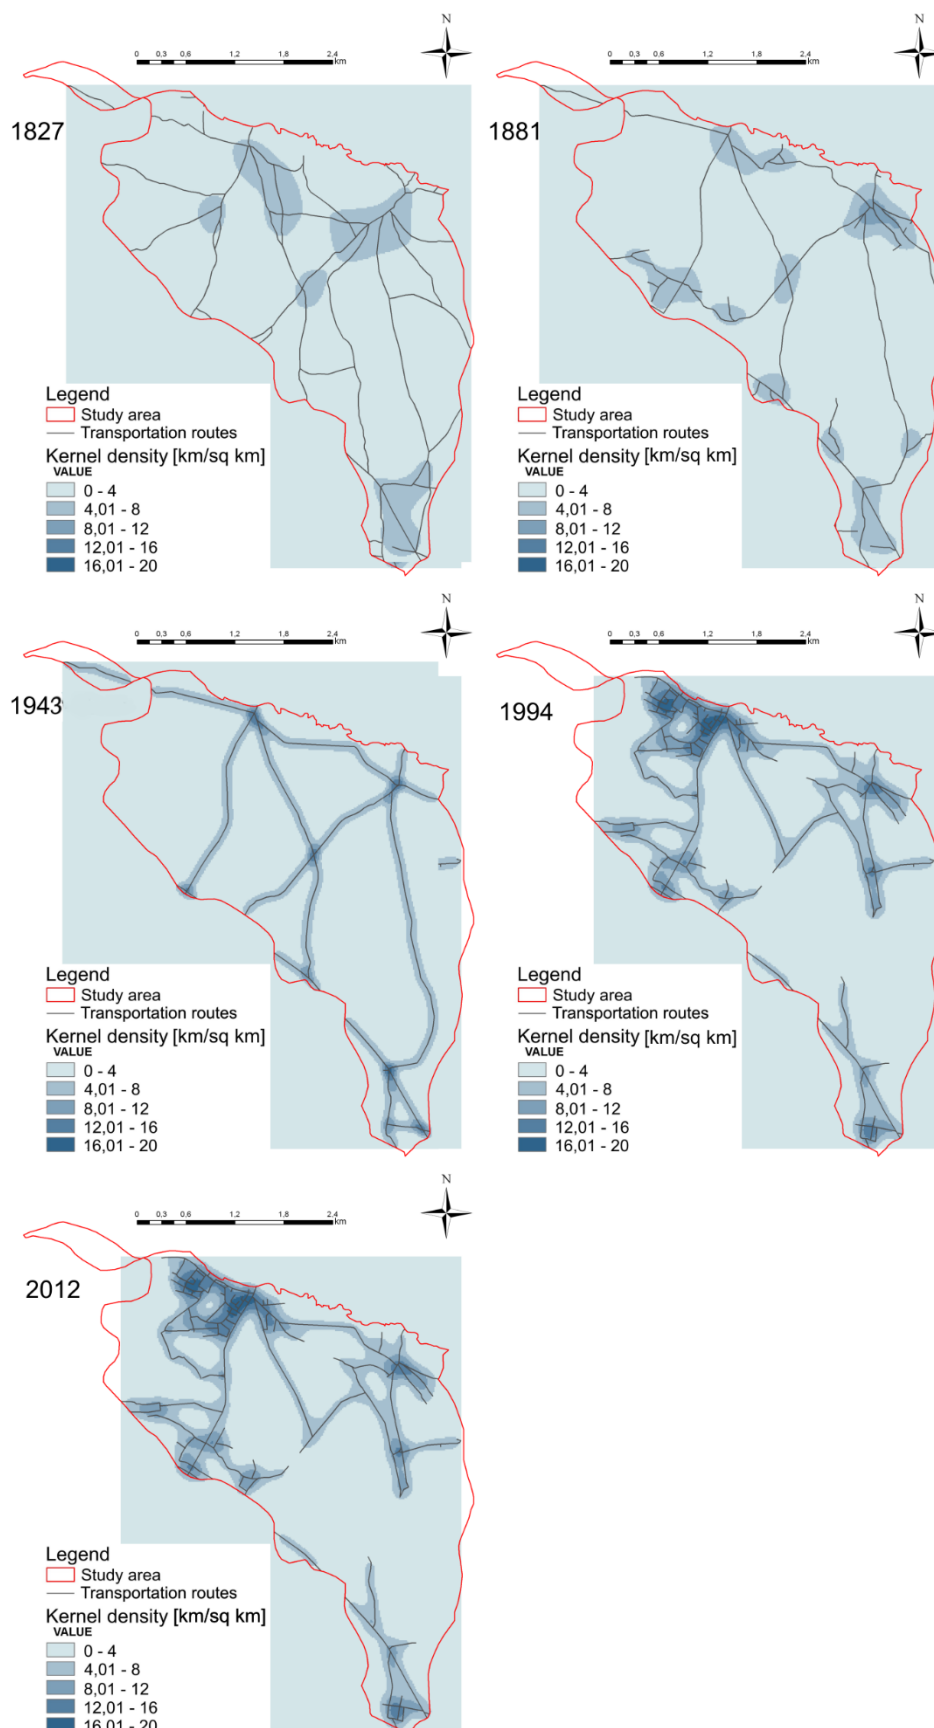 N
0 0,3 0,6 1,2 1,8 2,4
km
1827
Legend
Study area
Transportation routes
Kernel density [km/sq km]
VALUE
0 - 4
4,01 - 8
8,01 - 12
12,01 - 16
16,01 - 20
N
0 0,3 0,6 1,2 1,8 2,4
km
1881
Legend
Study area
Transportation routes
Kernel density [km/sq km]
VALUE
0 - 4
4,01 - 8
8,01 - 12
12,01 - 16
16,01 - 20
N
0 0,3 0,6 1,2 1,8 2,4
km
1943
Legend
Study area
Transportation routes
Kernel density [km/sq km]
VALUE
0 - 4
4,01 - 8
8,01 - 12
12,01 - 16
16,01 - 20
N
0 0,3 0,6 1,2 1,8 2,4
km
1994
Legend
Study area
Transportation routes
Kernel density [km/sq km]
VALUE
0 - 4
4,01 - 8
8,01 - 12
12,01 - 16
16,01 - 20
N
0 0,3 0,6 1,2 1,8 2,4
km
2012
Legend
Study area
Transportation routes
Kernel density [km/sq km]
VALUE
0 - 4
4,01 - 8
8,01 - 12
12,01 - 16
16,01 - 20